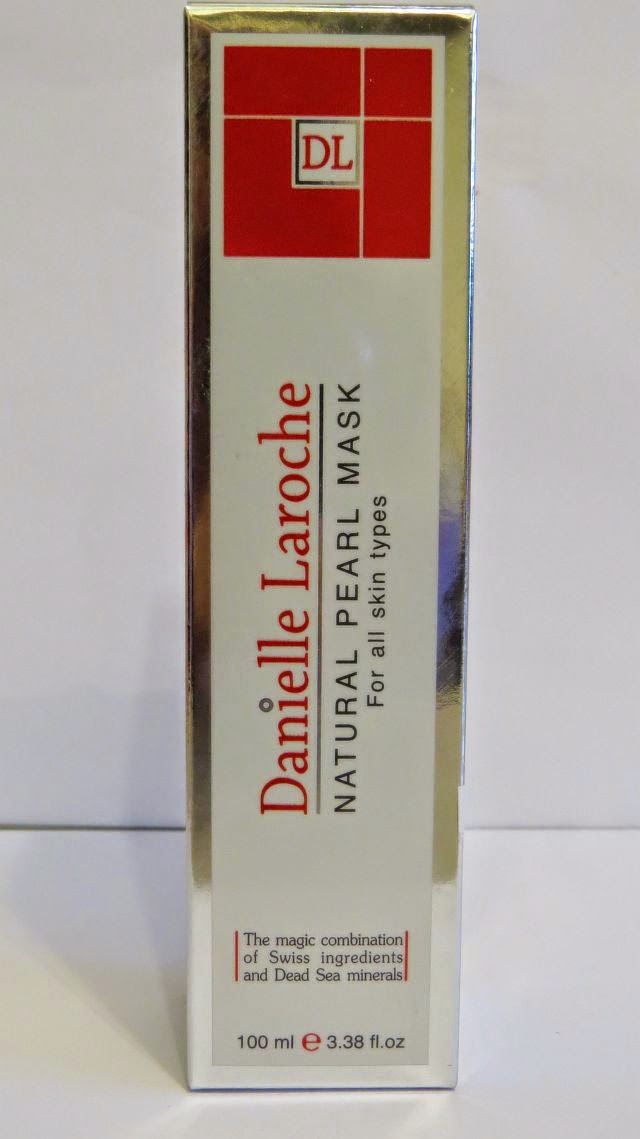 DL
Danielle Laroche
NATURAL PEARL MASK
For all skin types
The magic combination
of Swiss ingredients
and Dead Sea minerals
100 ml e 3.38 fl.oz